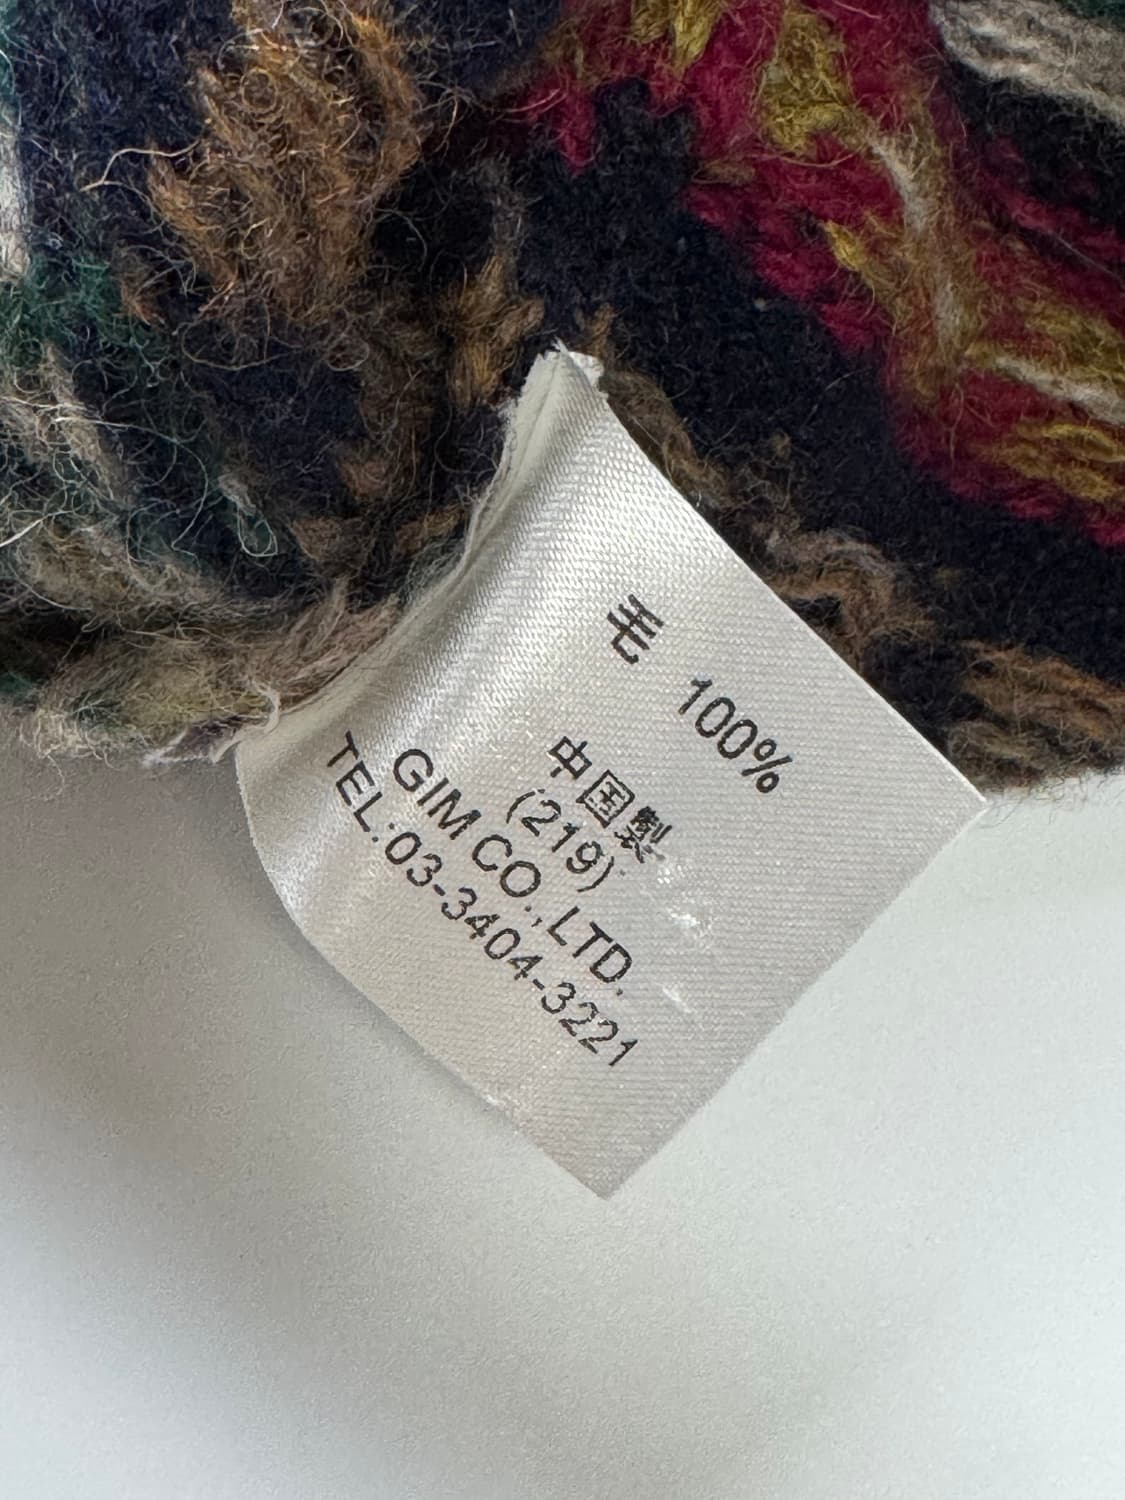 毛 100%
中国製
(219)
GIM CO.,LTD.
TEL:03-3404-3221